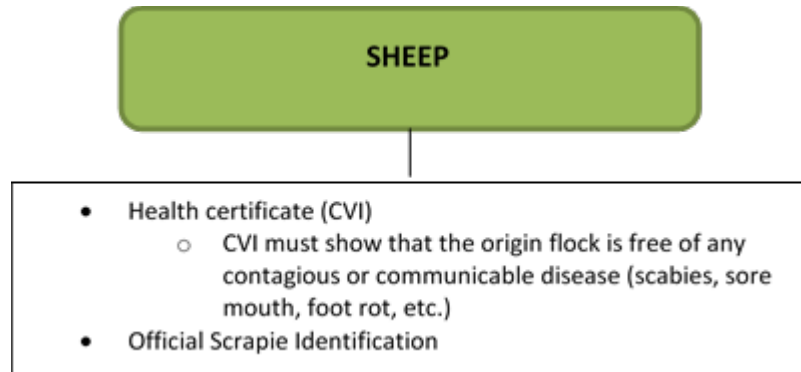 SHEEP
• Health certificate (CVI)
o CVI must show that the origin flock is free of any
contagious or communicable disease (scabies, sore
mouth, foot rot, etc.)
• Official Scrapie Identification